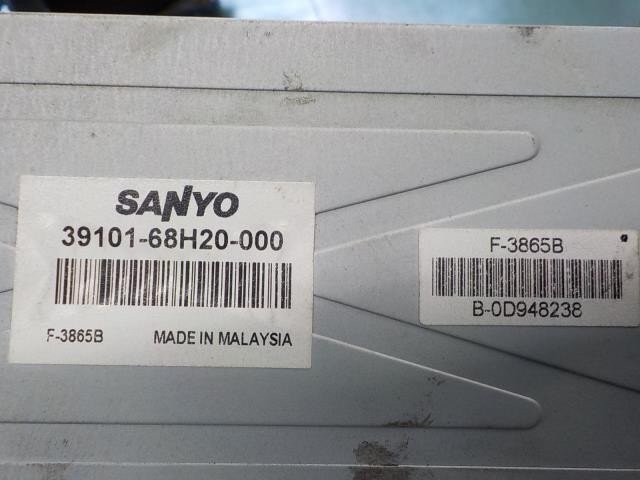 SANYO
39101-68H20-000
F-3865B MADE IN MALAYSIA
F-3865B
B-0D948238